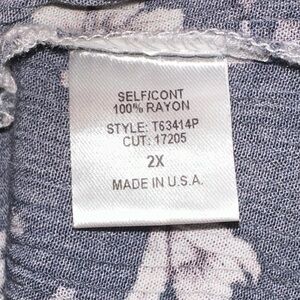 SELF/CONT
100% RAYON
STYLE: T63414P
CUT: 17205
2X
MADE IN U.S.A.